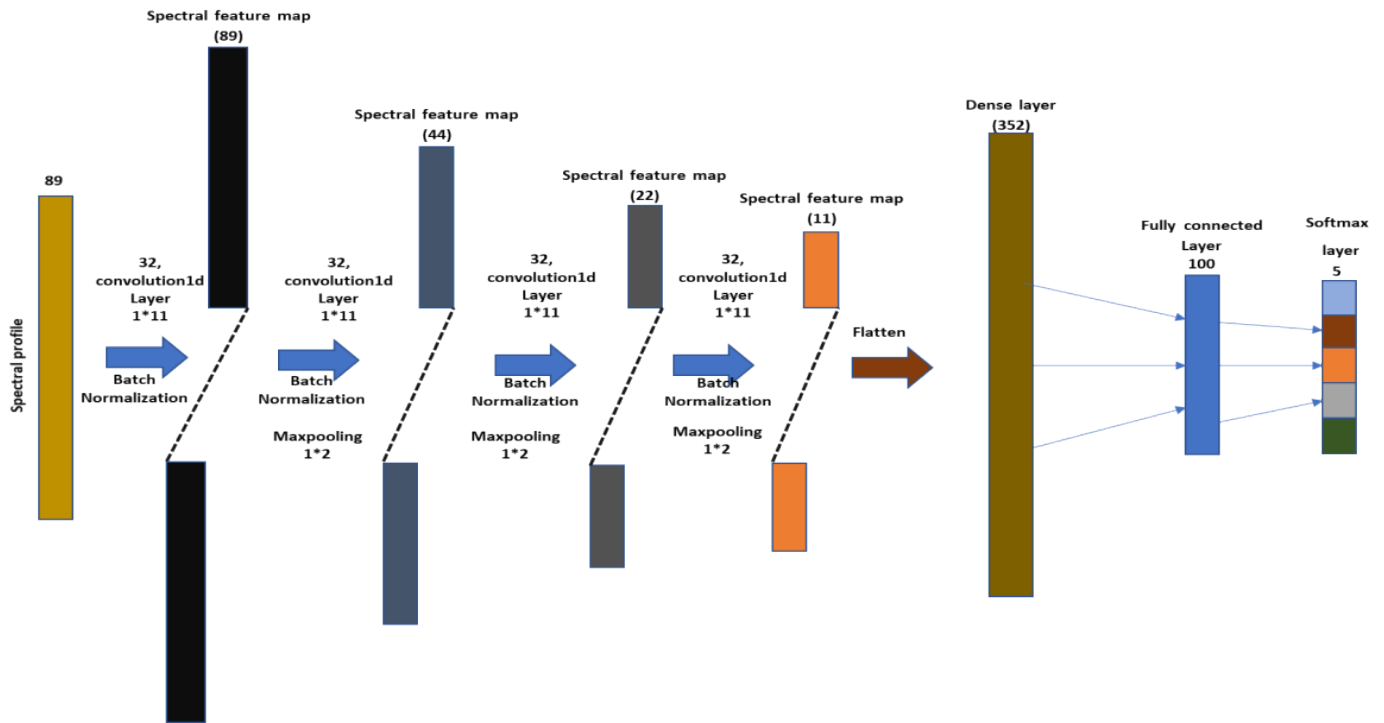 Spectral profile
89
Spectral feature map
(89)
32,
convolution1d
Layer
1*11
Batch
Normalization
Spectral feature map
(44)
32,
convolution1d
Layer
1*11
Batch
Normalization
Maxpooling
1*2
Spectral feature map
(22)
32,
convolution1d
Layer
1*11
Batch
Normalization
Maxpooling
1*2
Spectral feature map
(11)
32,
convolution1d
Layer
1*11
Batch
Normalization
Maxpooling
1*2
Flatten
Dense layer
(352)
Fully connected
Layer
100
Softmax
layer
5